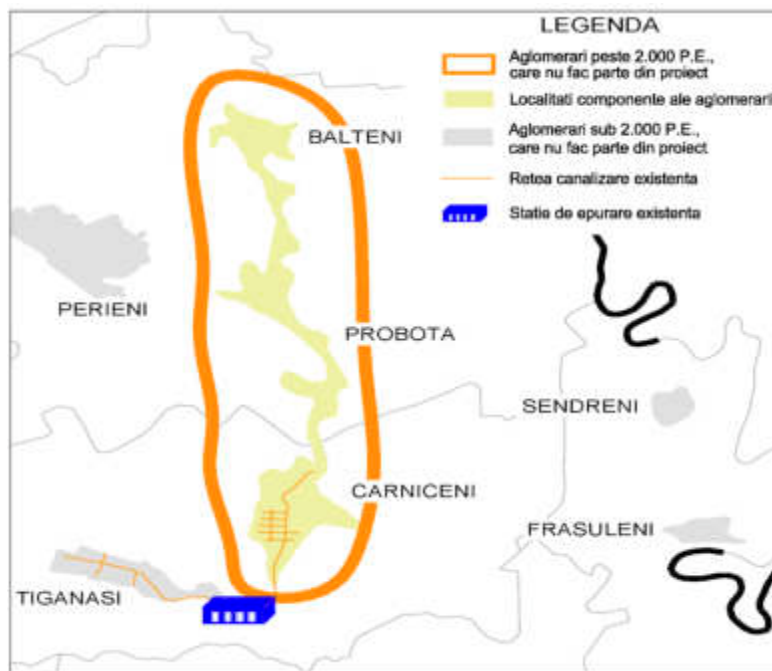 LEGENDA
Aglomerari peste 2.000 P.E.,
care nu fac parte din proiect
Localitati componente ale aglomerarii
Aglomerari sub 2.000 P.E.,
care nu fac parte din proiect
Retea canalizare existenta
Statie de epurare existenta
BALTENI
PERIENI
PROBOTA
SENDRENI
CARNICENI
FRASULENI
TIGANASI